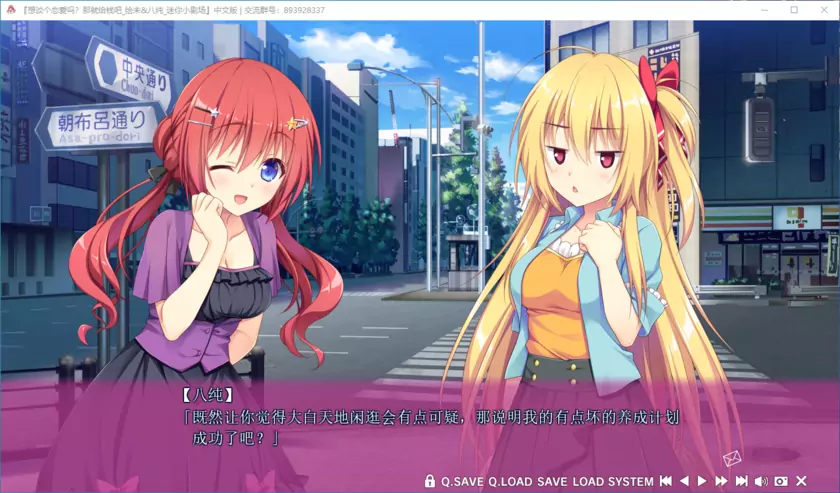 『想谈个恋爱吗？那就给钱吧_绘未&八纯_迷你小剧场』中文版 | 交流群号：893928337
中央通り
Chuo-dori
朝布呂通り
Asa-pro-dori
【八纯】
「既然让你觉得大白天地闲逛会有点可疑，那说明我的有点坏的养成计划
成功了吧？」
Q.SAVE Q.LOAD SAVE LOAD SYSTEM